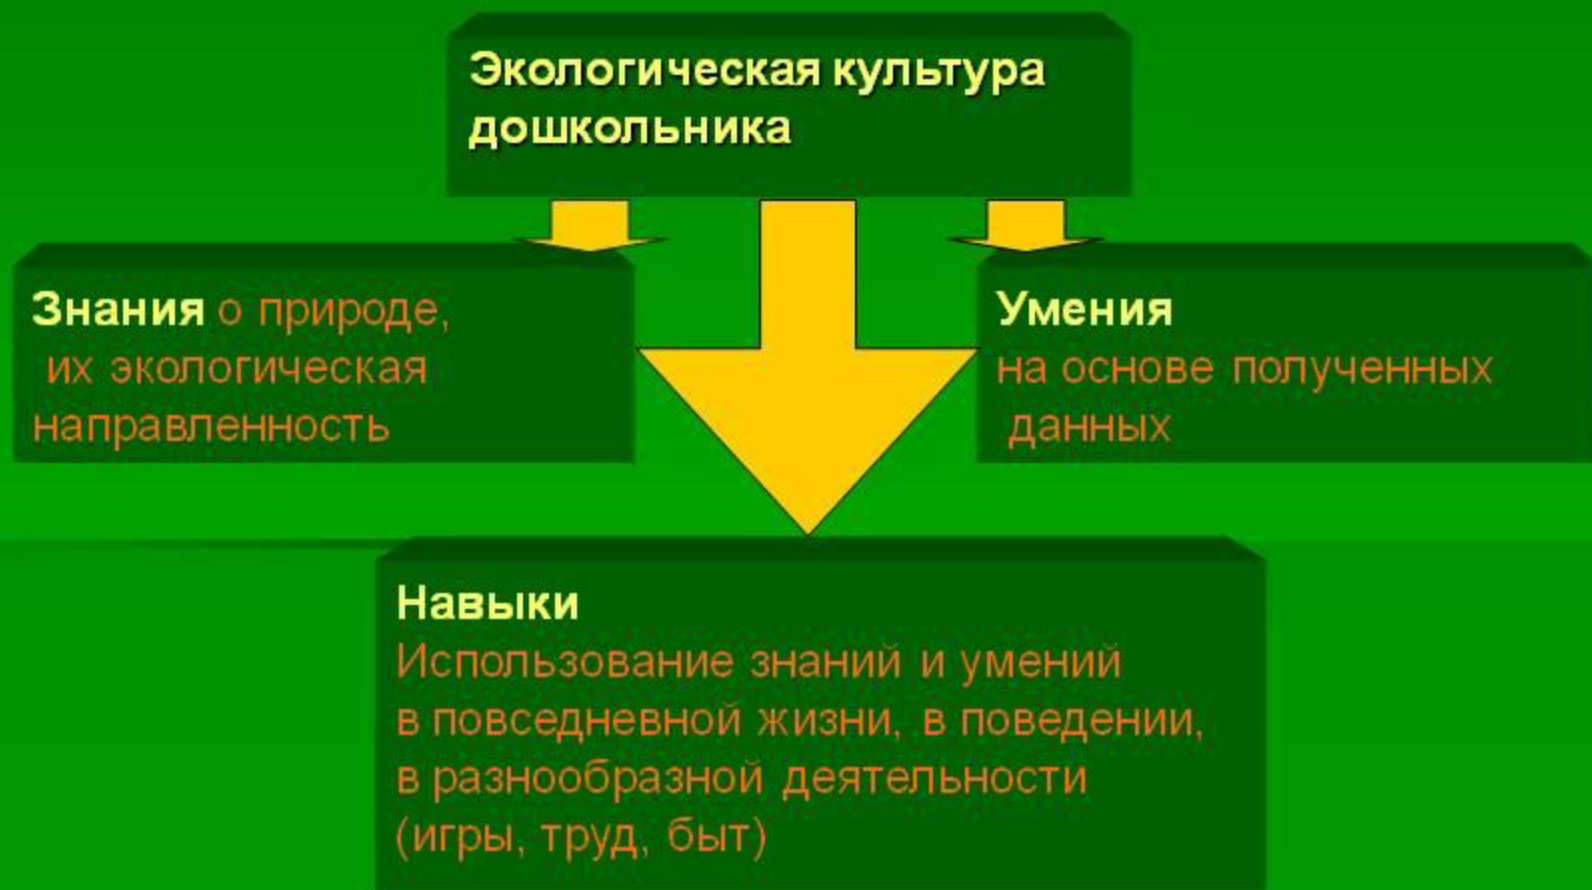 Экологическая культура
дошкольника
Знания о природе,
их экологическая
направленность
Умения
на основе полученных
данных
Навыки
Использование знаний и умений
в повседневной жизни, в поведении,
в разнообразной деятельности
(игры, труд, быт)